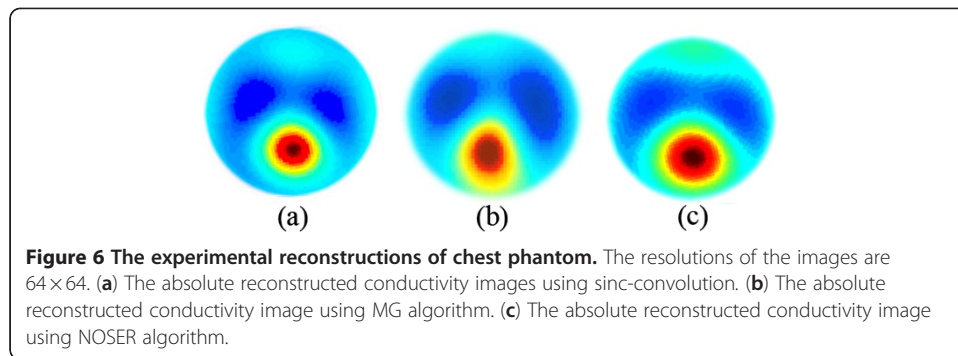 (a) (b) (c)
Figure 6 The experimental reconstructions of chest phantom. The resolutions of the images are
64 × 64. (a) The absolute reconstructed conductivity images using sinc-convolution. (b) The absolute
reconstructed conductivity image using MG algorithm. (c) The absolute reconstructed conductivity image
using NOSER algorithm.